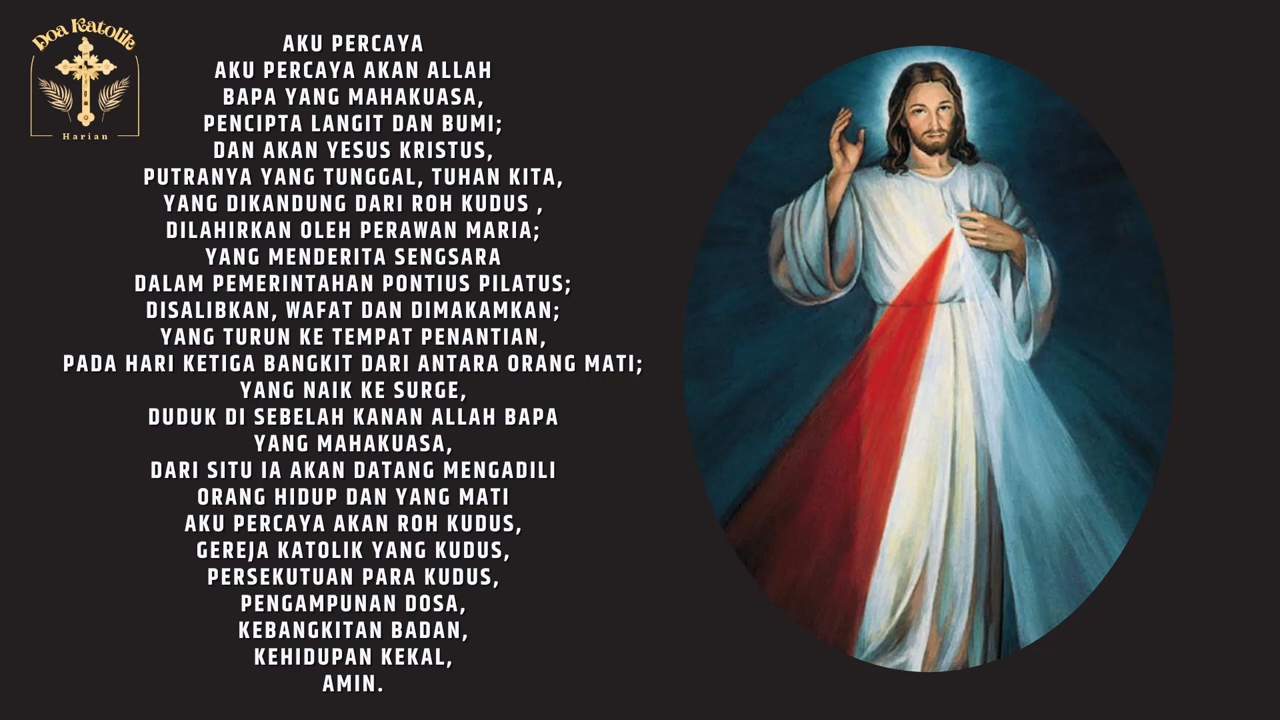 Doa Katolik
Harian
AKU PERCAYA
AKU PERCAYA AKAN ALLAH
BAPA YANG MAHAKUASA,
PENCIPTA LANGIT DAN BUMI;
DAN AKAN YESUS KRISTUS,
PUTRANYA YANG TUNGGAL, TUHAN KITA,
YANG DIKANDUNG DARI ROH KUDUS ,
DILAHIRKAN OLEH PERAWAN MARIA;
YANG MENDERITA SENGSARA
DALAM PEMERINTAHAN PONTIUS PILATUS;
DISALIBKAN, WAFAT DAN DIMAKAMKAN;
YANG TURUN KE TEMPAT PENANTIAN,
PADA HARI KETIGA BANGKIT DARI ANTARA ORANG MATI;
YANG NAIK KE SURGE,
DUDUK DI SEBELAH KANAN ALLAH BAPA
YANG MAHAKUASA,
DARI SITU IA AKAN DATANG MENGADILI
ORANG HIDUP DAN YANG MATI
AKU PERCAYA AKAN ROH KUDUS,
GEREJA KATOLIK YANG KUDUS,
PERSEKUTUAN PARA KUDUS,
PENGAMPUNAN DOSA,
KEBANGKITAN BADAN,
KEHIDUPAN KEKAL,
AMIN.